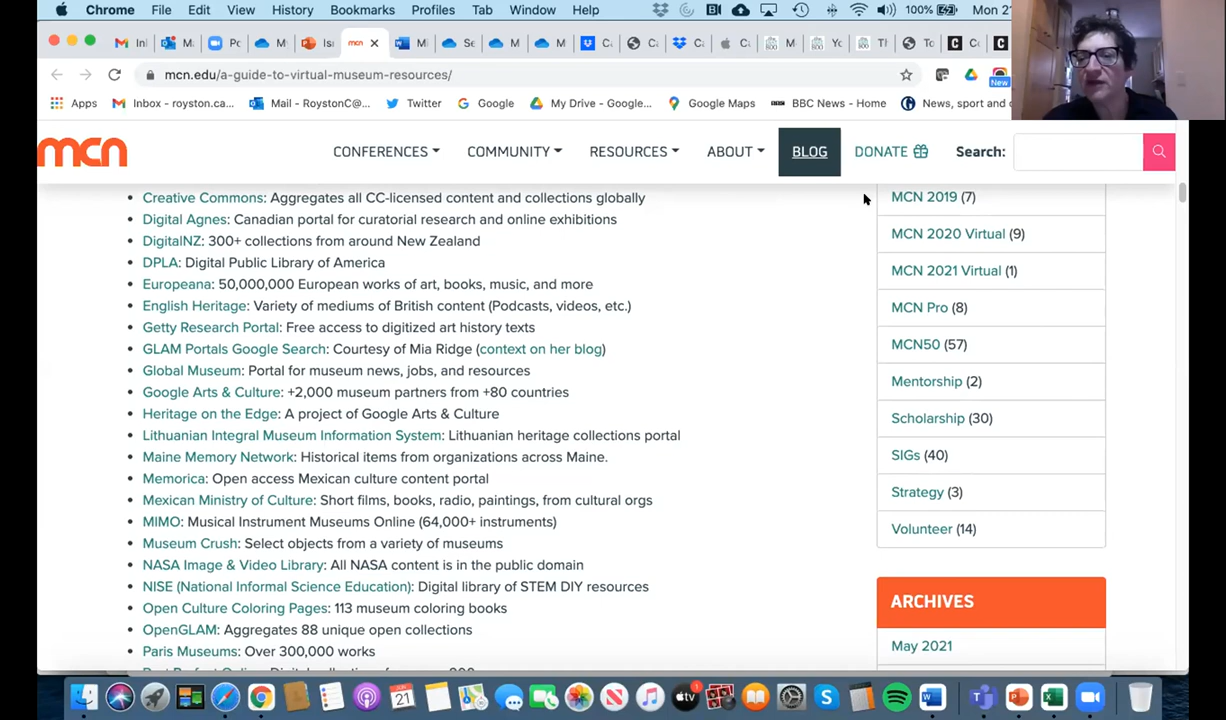 Chrome File Edit View History Bookmarks Profiles Tab Window Help 100% Mon 2
mcn
mcn.edu/a-guide-to-virtual-museum-resources/
New
Apps Inbox - royston.ca... Mail - RoystonC@... Twitter Google My Drive - Google... Google Maps BBC News - Home News, sport and
mcn CONFERENCES COMMUNITY RESOURCES ABOUT BLOG DONATE Search:
Creative Commons: Aggregates all CC-licensed content and collections globally
Digital Agnes: Canadian portal for curatorial research and online exhibitions
DigitalNZ: 300+ collections from around New Zealand
DPLA: Digital Public Library of America
Europeana: 50,000,000 European works of art, books, music, and more
English Heritage: Variety of mediums of British content (Podcasts, videos, etc.)
Getty Research Portal: Free access to digitized art history texts
GLAM Portals Google Search: Courtesy of Mia Ridge (context on her blog)
Global Museum: Portal for museum news, jobs, and resources
Google Arts & Culture: +2,000 museum partners from +80 countries
Heritage on the Edge: A project of Google Arts & Culture
Lithuanian Integral Museum Information System: Lithuanian heritage collections portal
Maine Memory Network: Historical items from organizations across Maine.
Memorica: Open access Mexican culture content portal
Mexican Ministry of Culture: Short films, books, radio, paintings, from cultural orgs
MIMO: Musical Instrument Museums Online (64,000+ instruments)
Museum Crush: Select objects from a variety of museums
NASA Image & Video Library: All NASA content is in the public domain
NISE (National Informal Science Education): Digital library of STEM DIY resources
Open Culture Coloring Pages: 113 museum coloring books
OpenGLAM: Aggregates 88 unique open collections
Paris Museums: Over 300,000 works
MCN 2019 (7)
MCN 2020 Virtual (9)
MCN 2021 Virtual (1)
MCN Pro (8)
MCN50 (57)
Mentorship (2)
Scholarship (30)
SIGs (40)
Strategy (3)
Volunteer (14)
ARCHIVES
May 2021